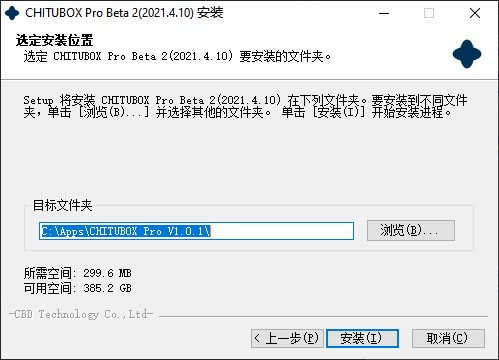 CHITUBOX Pro Beta 2(2021.4.10) 安装
选定安装位置
选定 CHITUBOX Pro Beta 2(2021.4.10) 要安装的文件夹。
Setup 将安装 CHITUBOX Pro Beta 2(2021.4.10) 在下列文件夹。要安装到不同文件
夹，单击 [浏览(B)...] 并选择其他的文件夹。 单击 [安装(I)] 开始安装进程。
目标文件夹
C:\Apps\CHITUBOX Pro V1.0.1\
浏览(B)...
所需空间: 299.6 MB
可用空间: 385.2 GB
-CBD Technology Co.,Ltd-
< 上一步(P) 安装(I) 取消(C)